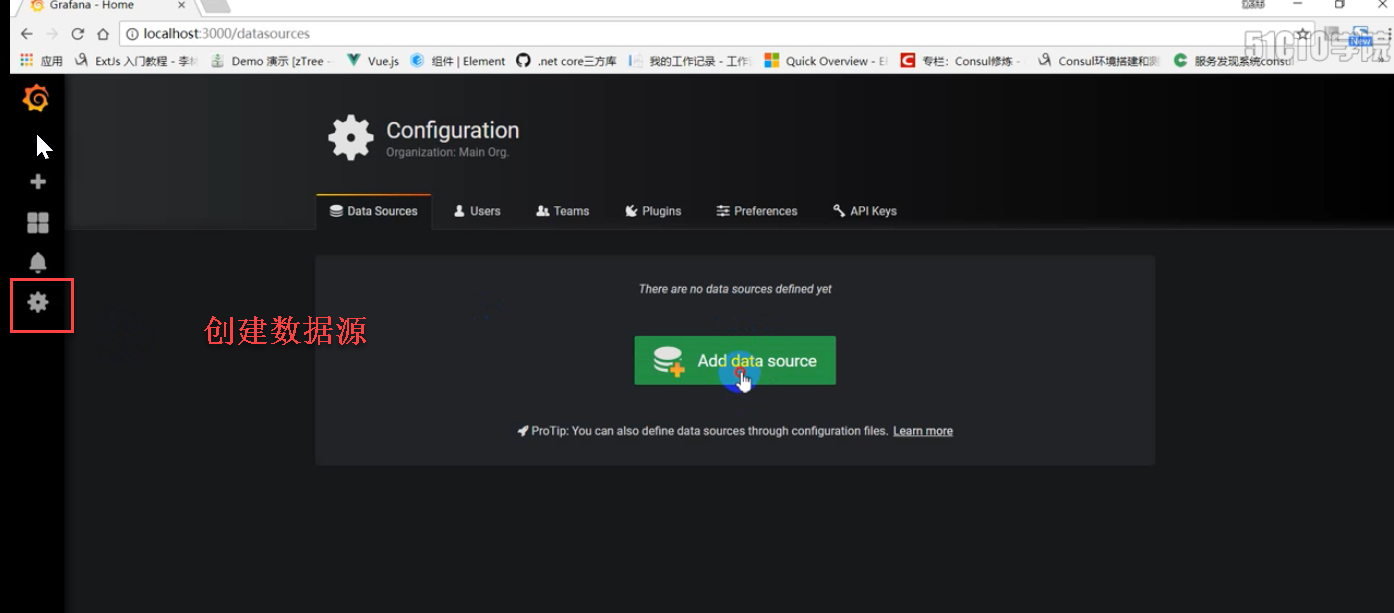 Grafana - Home
localhost:3000/datasources
应用 ExtJs 入门教程 - 李 Demo 演示 [zTree - Vue.js 组件 | Element .net core三方库 我的工作记录 - 工作 Quick Overview - El 专栏：Consul修炼 - Consul环境搭建和测 服务发现系统consul
51CTO学院
New
Configuration
Organization: Main Org.
Data Sources Users Teams Plugins Preferences API Keys
There are no data sources defined yet
创建数据源
Add data source
ProTip: You can also define data sources through configuration files. Learn more